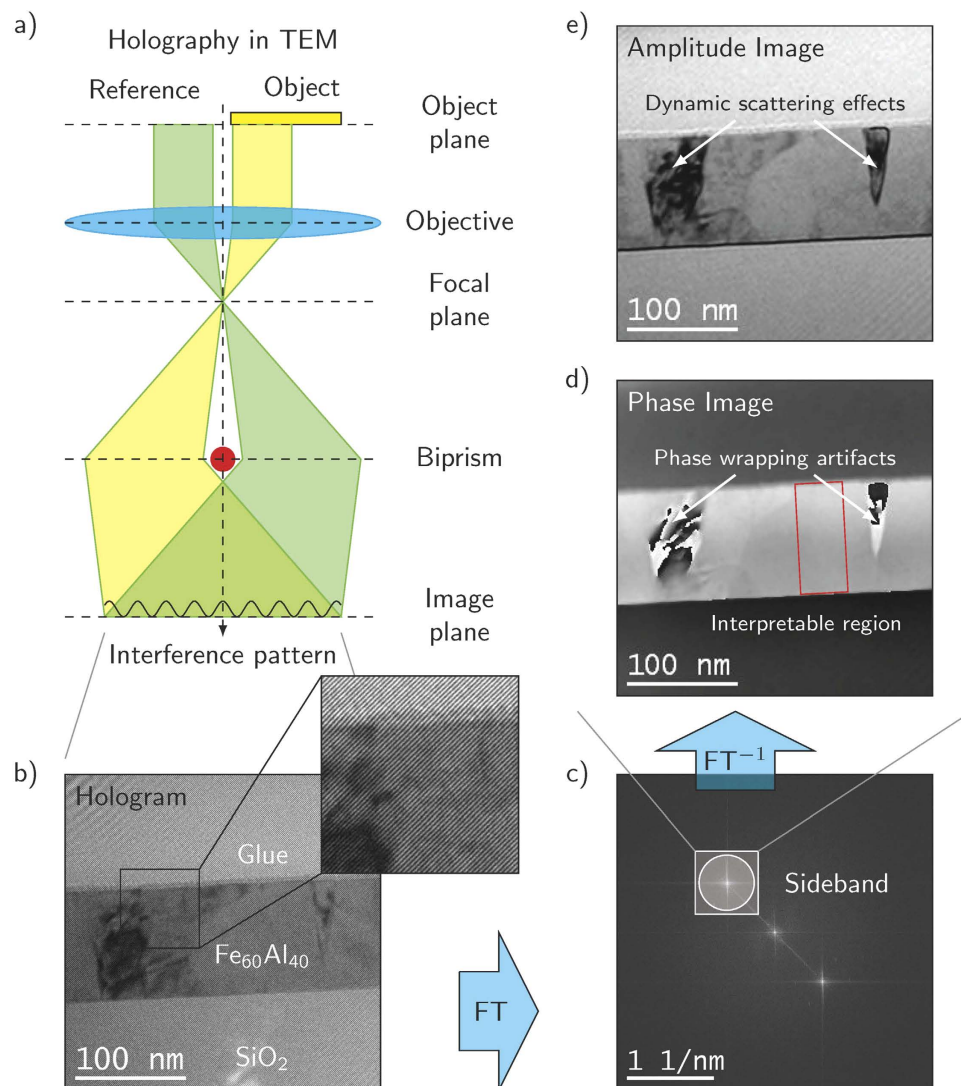 a)
Holography in TEM
Reference
Object
Object
plane
Objective
Focal
plane
Biprism
Image
plane
Interference pattern
b)
Hologram
Glue
Fe₆₀Al₄₀
SiO₂
100 nm
FT
c)
Sideband
1 1/nm
FT⁻¹
d)
Phase Image
Phase wrapping artifacts
Interpretable region
100 nm
e)
Amplitude Image
Dynamic scattering effects
100 nm